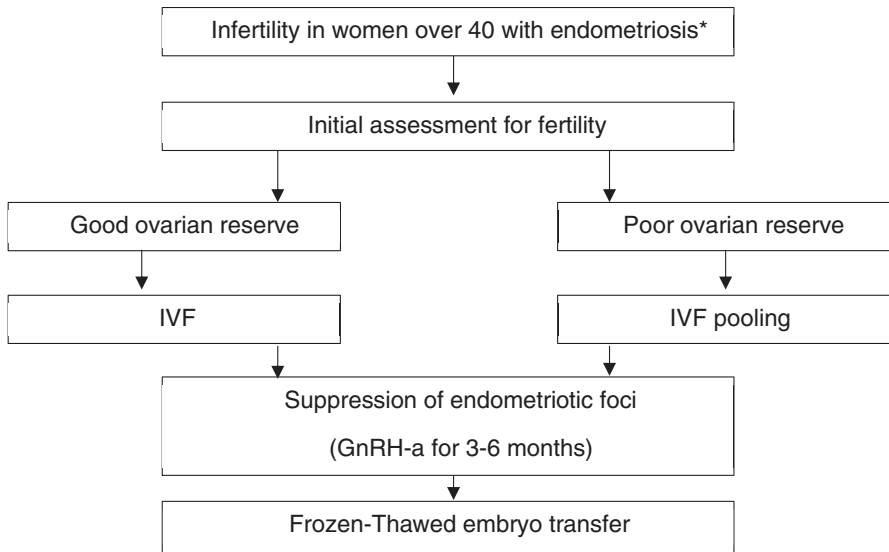 Infertility in women over 40 with endometriosis*
Initial assessment for fertility
Good ovarian reserve
Poor ovarian reserve
IVF
IVF pooling
Suppression of endometriotic foci
(GnRH-a for 3-6 months)
Frozen-Thawed embryo transfer